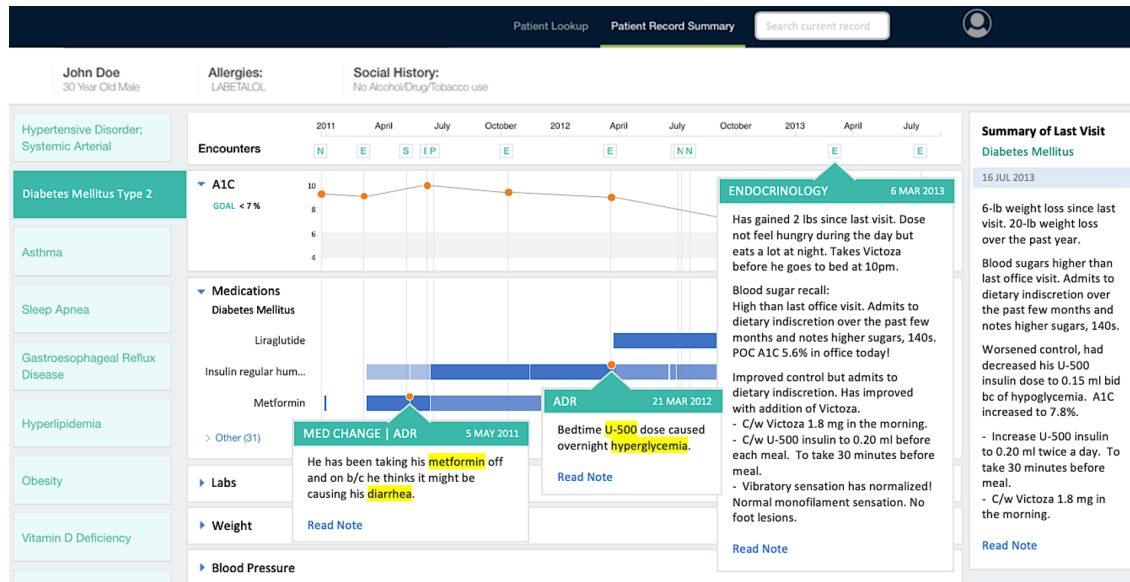 Patient Lookup
Patient Record Summary
Search current record
John Doe
30 Year Old Male
Allergies:
LABETALOL
Social History:
No Alcohol/Drug/Tobacco use
Hypertensive Disorder;
Systemic Arterial
Diabetes Mellitus Type 2
Asthma
Sleep Apnea
Gastroesophageal Reflux
Disease
Hyperlipidemia
Obesity
Vitamin D Deficiency
2011 April July October 2012 April July October 2013 April July
Encounters N E S I P E E N N E E
A1C
GOAL < 7 %
10
8
6
4
Medications
Diabetes Mellitus
Liraglutide
Insulin regular hum...
Metformin
Other (31)
Labs
Weight
Blood Pressure
MED CHANGE | ADR 5 MAY 2011
He has been taking his metformin off
and on b/c he thinks it might be
causing his diarrhea.
Read Note
ADR 21 MAR 2012
Bedtime U-500 dose caused
overnight hyperglycemia.
Read Note
ENDOCRINOLOGY 6 MAR 2013
Has gained 2 lbs since last visit. Dose
not feel hungry during the day but
eats a lot at night. Takes Victoza
before he goes to bed at 10pm.
Blood sugar recall:
High than last office visit. Admits to
dietary indiscretion over the past few
months and notes higher sugars, 140s.
POC A1C 5.6% in office today!
Improved control but admits to
dietary indiscretion. Has improved
with addition of Victoza.
- C/w Victoza 1.8 mg in the morning.
- C/w U-500 insulin to 0.20 ml before
each meal. To take 30 minutes before
meal.
- Vibratory sensation has normalized!
Normal monofilament sensation. No
foot lesions.
Read Note
Summary of Last Visit
Diabetes Mellitus
16 JUL 2013
6-lb weight loss since last
visit. 20-lb weight loss
over the past year.
Blood sugars higher than
last office visit. Admits to
dietary indiscretion over
the past few months and
notes higher sugars, 140s.
Worsened control, had
decreased his U-500
insulin dose to 0.15 ml bid
bc of hypoglycemia. A1C
increased to 7.8%.
- Increase U-500 insulin
to 0.20 ml twice a day. To
take 30 minutes before
meal.
- C/w Victoza 1.8 mg in
the morning.
Read Note